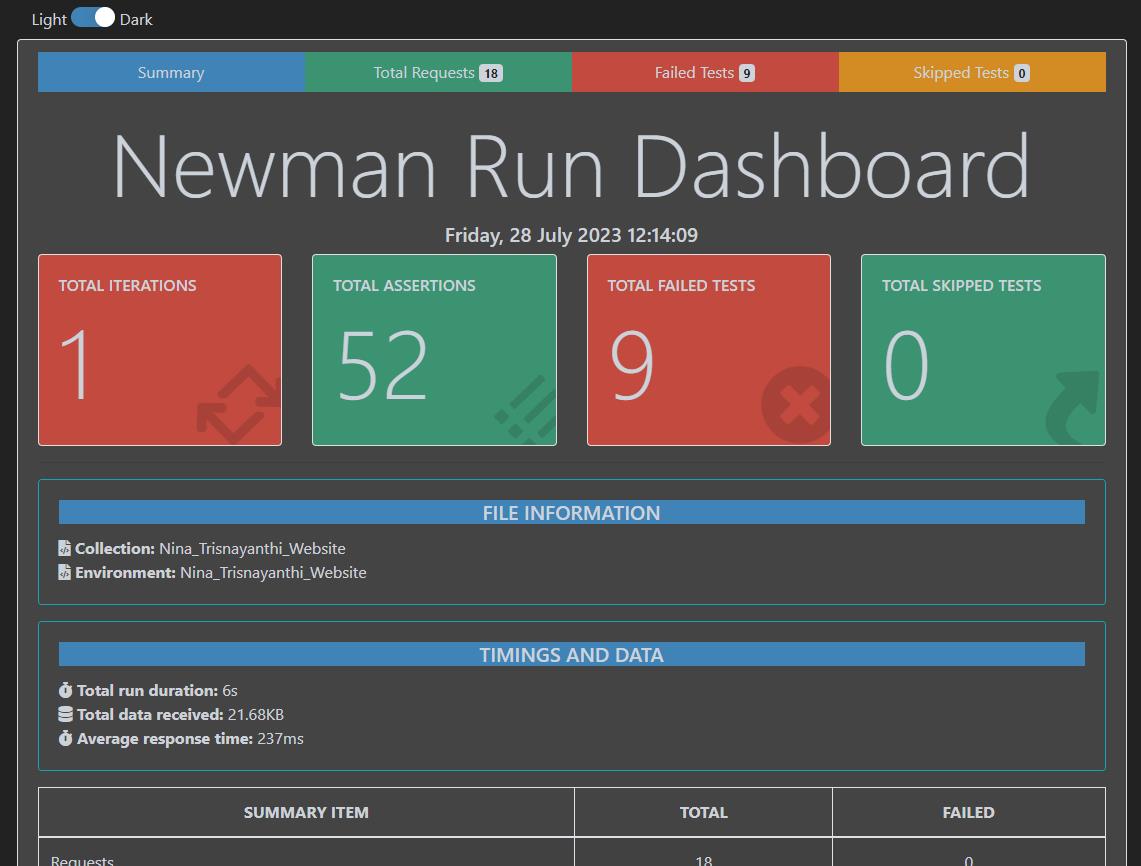 Light Dark
Summary Total Requests 18 Failed Tests 9 Skipped Tests 0
Newman Run Dashboard
Friday, 28 July 2023 12:14:09
TOTAL ITERATIONS TOTAL ASSERTIONS TOTAL FAILED TESTS TOTAL SKIPPED TESTS
1 52 9 0
FILE INFORMATION
Collection: Nina_Trisnayanthi_Website
Environment: Nina_Trisnayanthi_Website
TIMINGS AND DATA
Total run duration: 6s
Total data received: 21.68KB
Average response time: 237ms
SUMMARY ITEM TOTAL FAILED
Requests 18 0